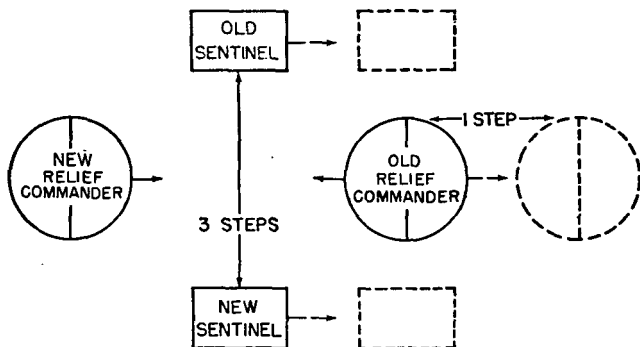 OLD
SENTINEL
1 STEP
NEW
RELIEF
COMMANDER
OLD
RELIEF
COMMANDER
3 STEPS
NEW
SENTINEL